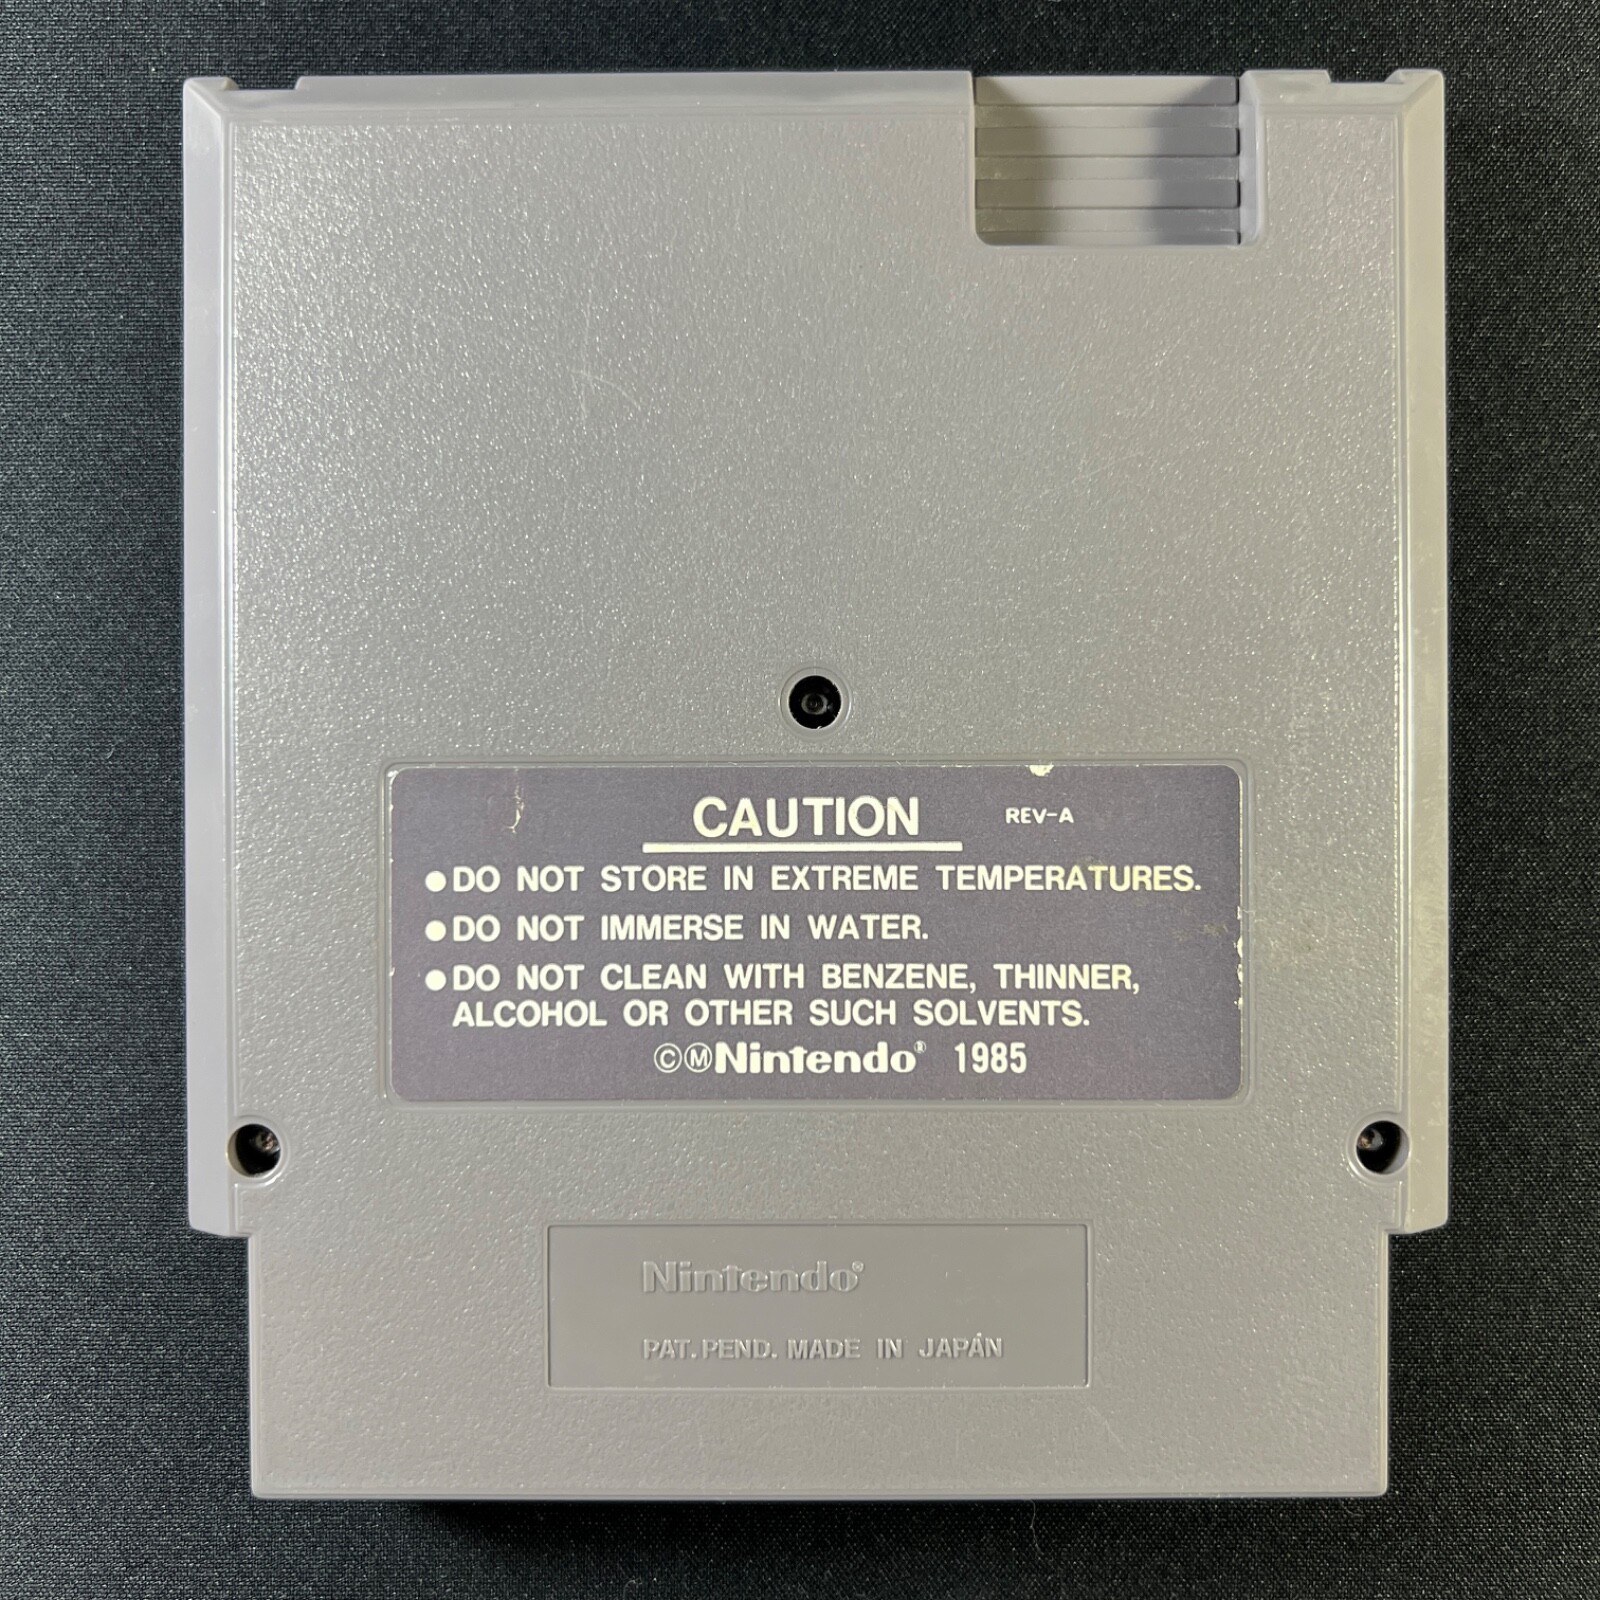 CAUTION REV-A
●DO NOT STORE IN EXTREME TEMPERATURES.
●DO NOT IMMERSE IN WATER.
●DO NOT CLEAN WITH BENZENE, THINNER,
ALCOHOL OR OTHER SUCH SOLVENTS.
©ⓂNintendo® 1985
Nintendo®
PAT.PEND. MADE IN JAPAN